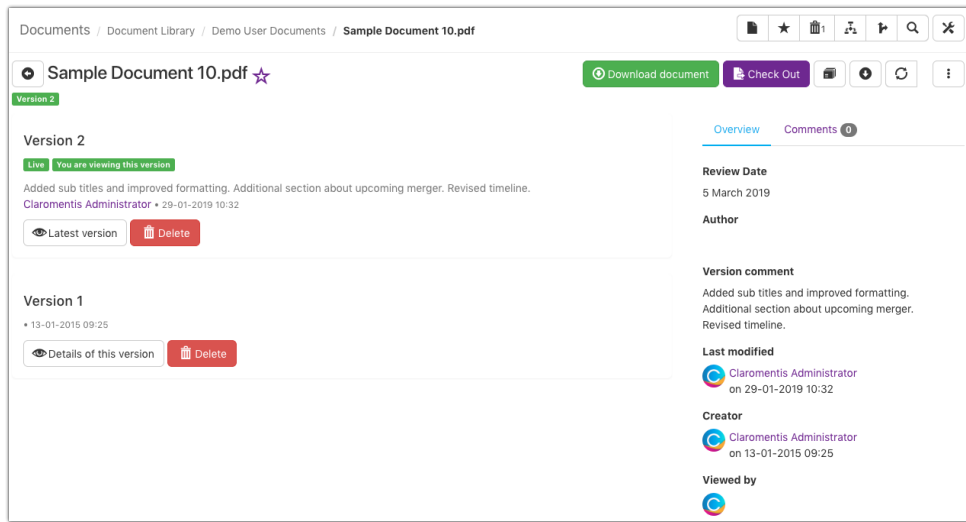 Documents / Document Library / Demo User Documents / Sample Document 10.pdf
1
Sample Document 10.pdf
Download document
Check Out
Version 2
Version 2
Live You are viewing this version
Added sub titles and improved formatting. Additional section about upcoming merger. Revised timeline.
Claromentis Administrator • 29-01-2019 10:32
Latest version Delete
Version 1
• 13-01-2015 09:25
Details of this version Delete
Overview Comments 0
Review Date
5 March 2019
Author
Version comment
Added sub titles and improved formatting.
Additional section about upcoming merger.
Revised timeline.
Last modified
Claromentis Administrator
on 29-01-2019 10:32
Creator
Claromentis Administrator
on 13-01-2015 09:25
Viewed by